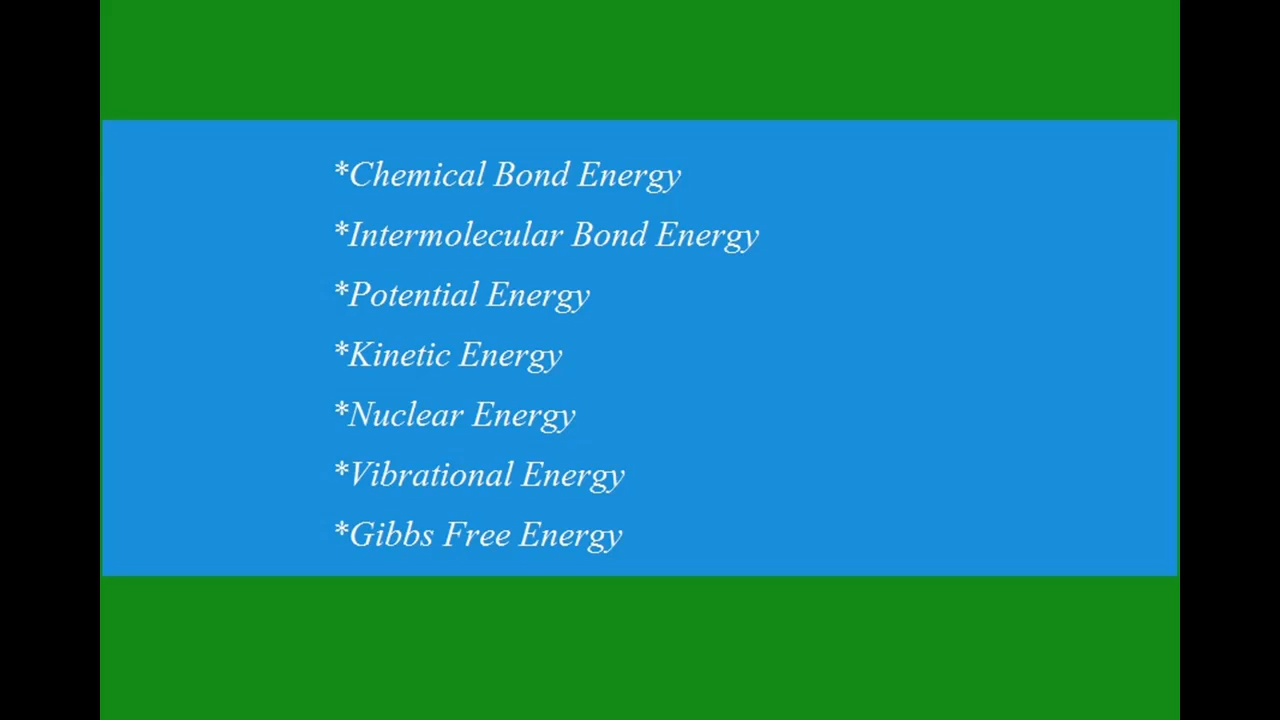 *Chemical Bond Energy
*Intermolecular Bond Energy
*Potential Energy
*Kinetic Energy
*Nuclear Energy
*Vibrational Energy
*Gibbs Free Energy